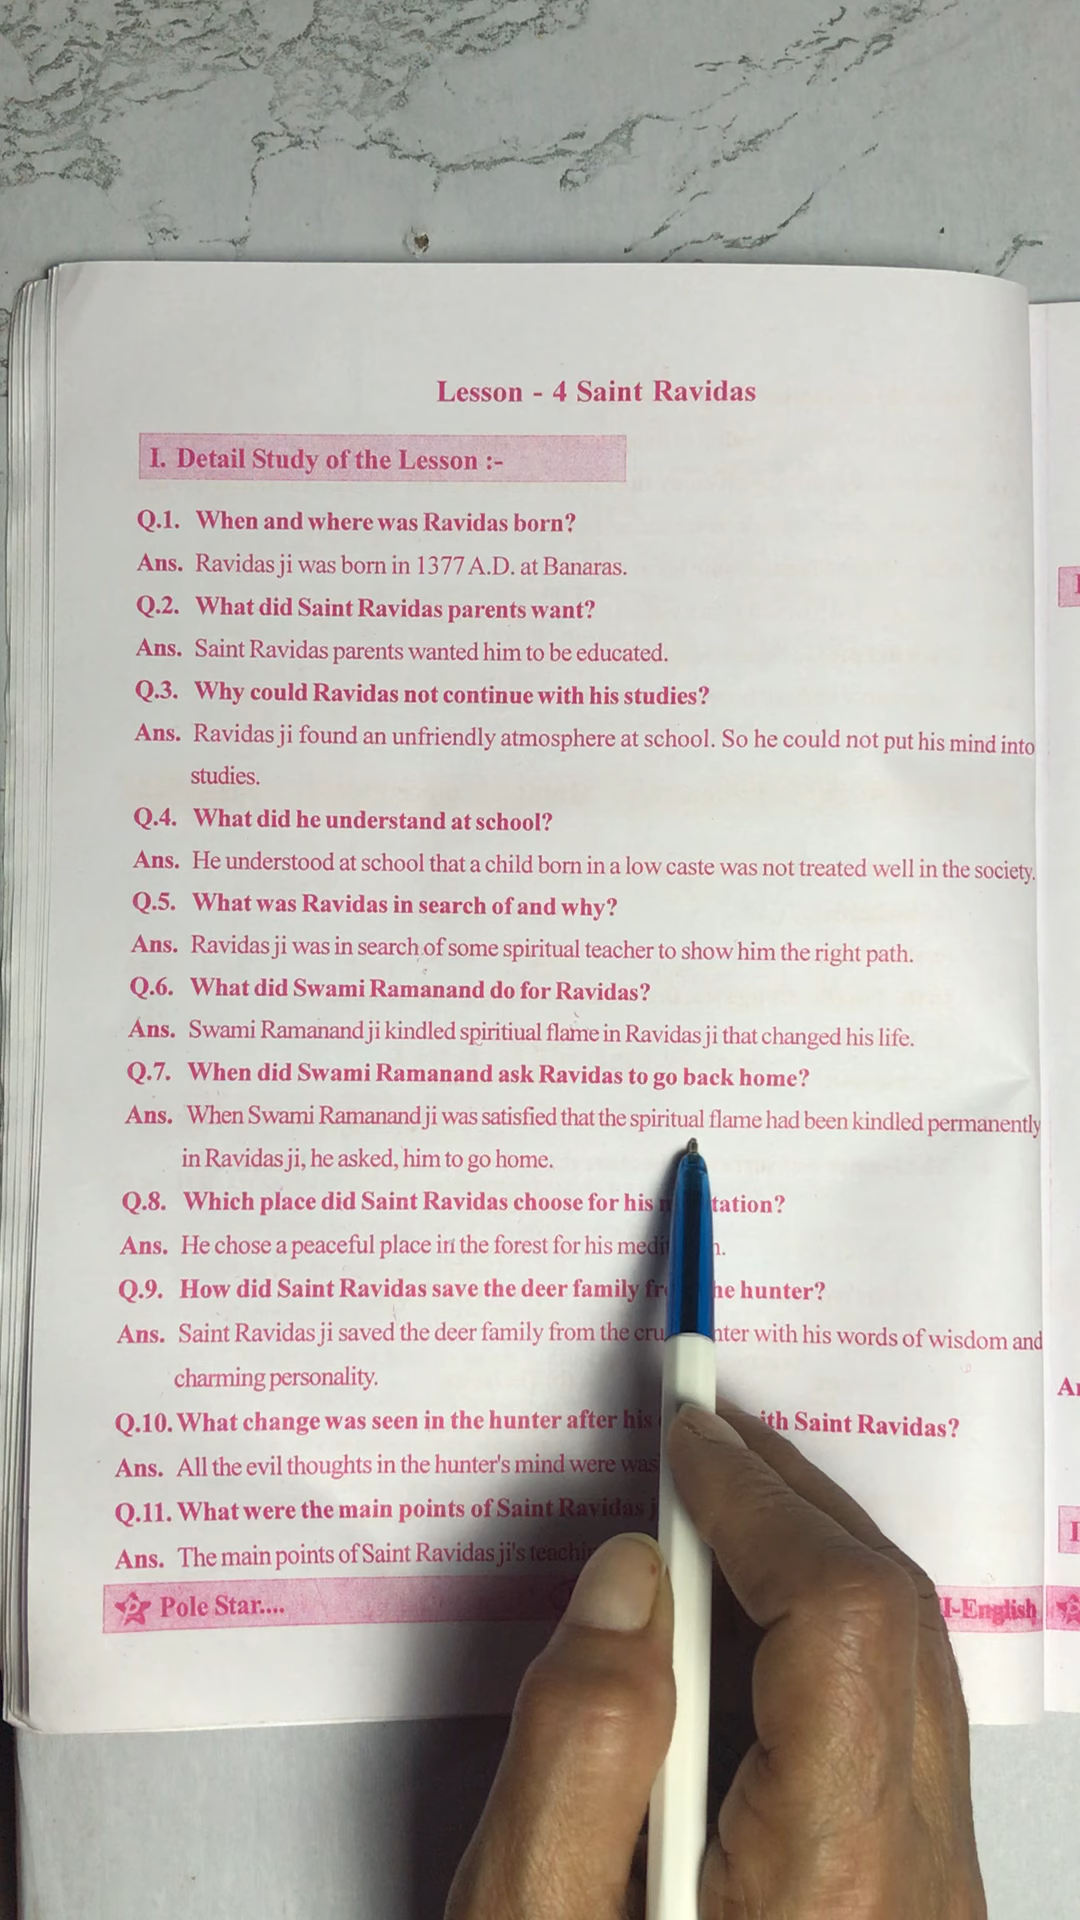 Lesson - 4 Saint Ravidas
I. Detail Study of the Lesson :-
Q.1. When and where was Ravidas born?
Ans. Ravidas ji was born in 1377 A.D. at Banaras.
Q.2. What did Saint Ravidas parents want?
Ans. Saint Ravidas parents wanted him to be educated.
Q.3. Why could Ravidas not continue with his studies?
Ans. Ravidas ji found an unfriendly atmosphere at school. So he could not put his mind into
studies.
Q.4. What did he understand at school?
Ans. He understood at school that a child born in a low caste was not treated well in the society.
Q.5. What was Ravidas in search of and why?
Ans. Ravidas ji was in search of some spiritual teacher to show him the right path.
Q.6. What did Swami Ramanand do for Ravidas?
Ans. Swami Ramanand ji kindled spiritiual flame in Ravidas ji that changed his life.
Q.7. When did Swami Ramanand ask Ravidas to go back home?
Ans. When Swami Ramanand ji was satisfied that the spiritual flame had been kindled permanently
in Ravidas ji, he asked, him to go home.
Q.8. Which place did Saint Ravidas choose for his tation?
Ans. He chose a peaceful place in the forest for his
Q.9. How did Saint Ravidas save the deer family he hunter?
Ans. Saint Ravidas ji saved the deer family from the nter with his words of wisdom and
charming personality.
Q.10. What change was seen in the hunter after his ith Saint Ravidas?
Ans. All the evil thoughts in the hunter's mind were
Q.11. What were the main points of Saint Ravidas
Ans. The main points of Saint Ravidas ji's
Pole Star.... I-English